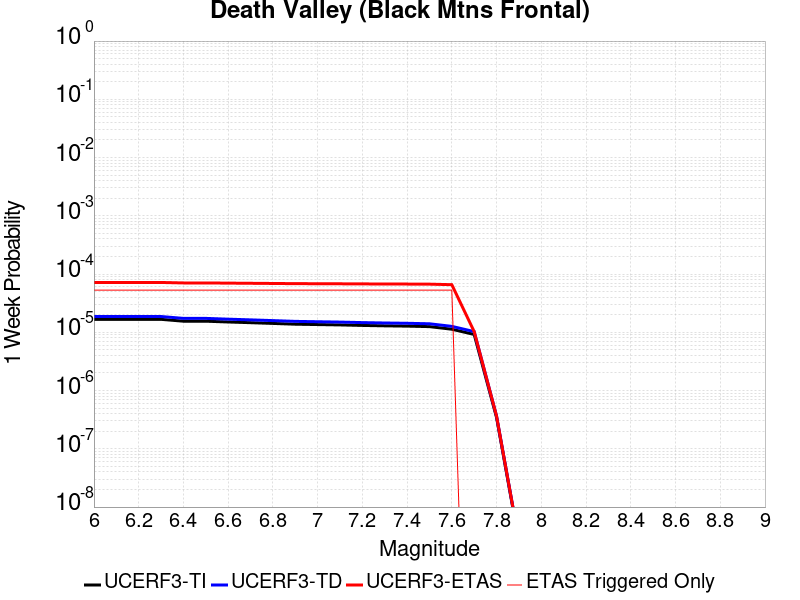 Death Valley (Black Mtns Frontal)
1 Week Probability
10^0
10^-1
10^-2
10^-3
10^-4
10^-5
10^-6
10^-7
10^-8
6 6.2 6.4 6.6 6.8 7 7.2 7.4 7.6 7.8 8 8.2 8.4 8.6 8.8 9
Magnitude
UCERF3-TI UCERF3-TD UCERF3-ETAS ETAS Triggered Only